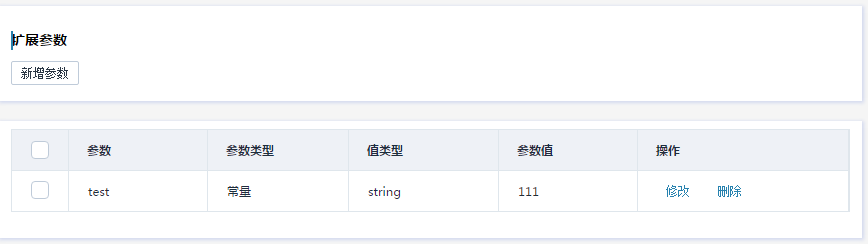 扩展参数
新增参数
参数 参数类型 值类型 参数值 操作
test 常量 string 111 修改 删除